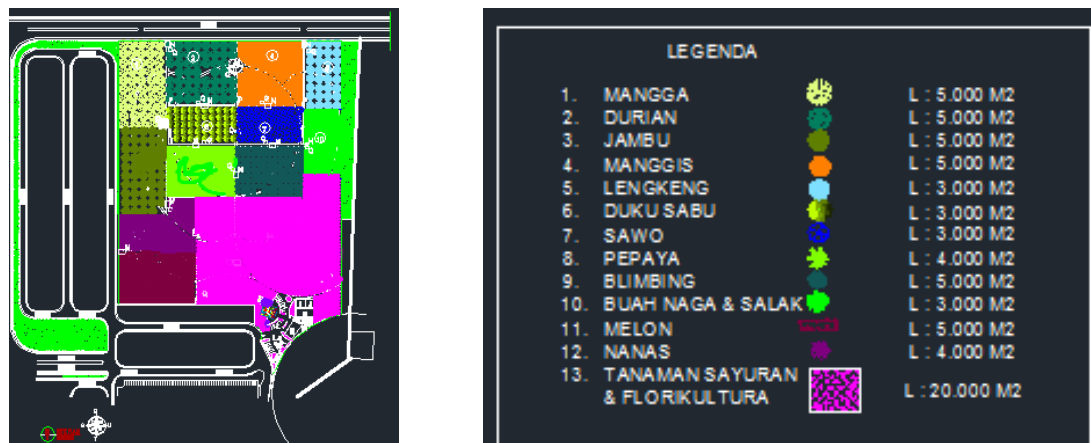 LEGENDA
1. MANGGA L : 5.000 M2
2. DURIAN L : 5.000 M2
3. JAMBU L : 5.000 M2
4. MANGGIS L : 5.000 M2
5. LENGKENG L : 3.000 M2
6. DUKU SABU L : 3.000 M2
7. SAWO L : 3.000 M2
8. PEPAYA L : 4.000 M2
9. BLIMBING L : 5.000 M2
10. BUAH NAGA & SALAK L : 3.000 M2
11. MELON L : 5.000 M2
12. NANAS L : 4.000 M2
13. TANAMAN SAYURAN
& FLORIKULTURA L : 20.000 M2